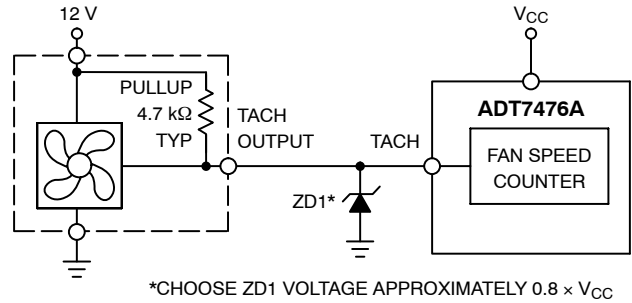 12 V
VCC
PULLUP
4.7 kΩ
TYP
TACH
OUTPUT
TACH
ADT7476A
FAN SPEED
COUNTER
ZD1*
*CHOOSE ZD1 VOLTAGE APPROXIMATELY 0.8 × VCC